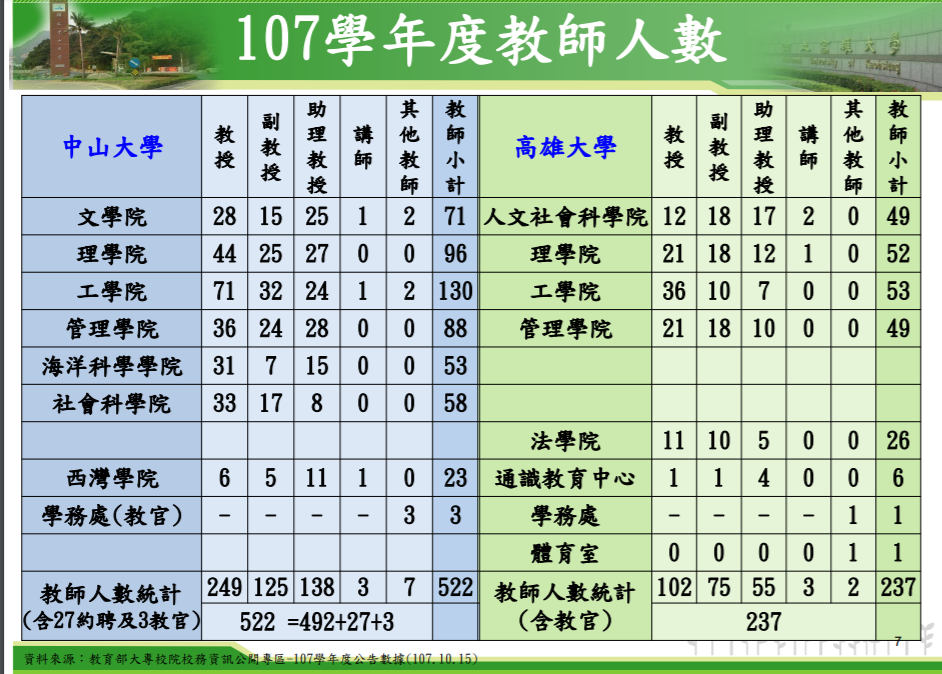 107學年度教師人數
中山大學 教授 副教授 助理教授 講師 其他教師 教師小計 高雄大學 教授 副教授 助理教授 講師 其他教師 教師小計
文學院 28 15 25 1 2 71 人文社會科學院 12 18 17 2 0 49
理學院 44 25 27 0 0 96 理學院 21 18 12 1 0 52
工學院 71 32 24 1 2 130 工學院 36 10 7 0 0 53
管理學院 36 24 28 0 0 88 管理學院 21 18 10 0 0 49
海洋科學學院 31 7 15 0 0 53
社會科學院 33 17 8 0 0 58
法學院 11 10 5 0 0 26
西灣學院 6 5 11 1 0 23 通識教育中心 1 1 4 0 0 6
學務處(教官) - - - - 3 3 學務處 - - - - 1 1
體育室 0 0 0 0 1 1
教師人數統計 249 125 138 3 7 522 教師人數統計 102 75 55 3 2 237
(含27約聘及3教官) 522 =492+27+3 (含教官) 237
7
資料來源：教育部大專校院校務資訊公開專區-107學年度公告數據(107.10.15)